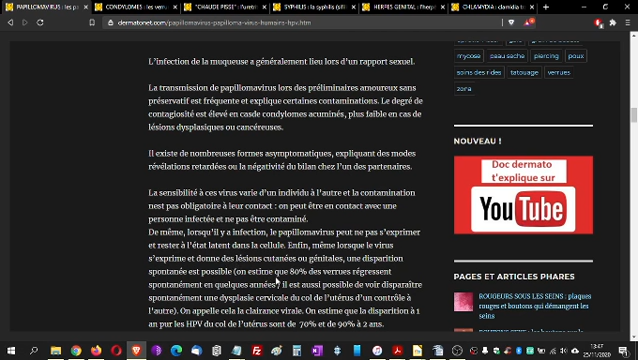 PAPILLOMAVIRUS : les pa
CONDYLOMES : les verru
"CHAUDE PISSE" : l'urétri
SYPHILIS : la syphilis (sifili
HERPES GENITAL : l'herp
CHLAMYDIÆ : la chlamyd
dermatonet.com/papillomavirus-papilloma-virus-humains-hpv.htm
L'infection de la muqueuse a généralement lieu lors d'un rapport sexuel.
La transmission de papillomavirus lors des préliminaires amoureux sans
préservatif est fréquente et explique certaines contaminations. Le degré de
contagiosité est élevé en casde condylomes acuminés, plus faible en cas de
lésions dysplasiques ou cancéreuses.
Il existe de nombreuses formes asymptomatiques, expliquant des modes
révélations retardées ou la négativité du bilan chez l'un des partenaires.
La sensibilité à ces virus varie d'un individu à l'autre et la contamination
nest pas obligatoire à leur contact : on peut être en contact avec une
personne infectée et ne pas être contaminé.
De même, lorsqu'il y a infection, le papillomavirus peut ne pas s'exprimer
et rester à l'état latent dans la cellule. Enfin, même lorsque le virus
s'exprime et donne des lésions cutanées ou génitales, une disparition
spontanée est possible (on estime que 80% des verrues régressent
spontanément en quelques années) il est aussi possible de voir disparaître
spontanément une dysplasie cervicale du col de l'utérus d'un contrôle à
l'autre). On appelle cela la clairance virale. On estime que la disparition à 1
an pur les HPV du col de l'utérus sont de 70% et de 90% à 2 ans.
mycose peau sache piercing poux
soins des rides tatouage verrues
zona
NOUVEAU !
Doc dermato
t'explique sur
YouTube
PAGES ET ARTICLES PHARES
ROUGEURS SOUS LES SEINS : plaques
rouges et boutons qui démangent les
seins
13:47
25/11/2020